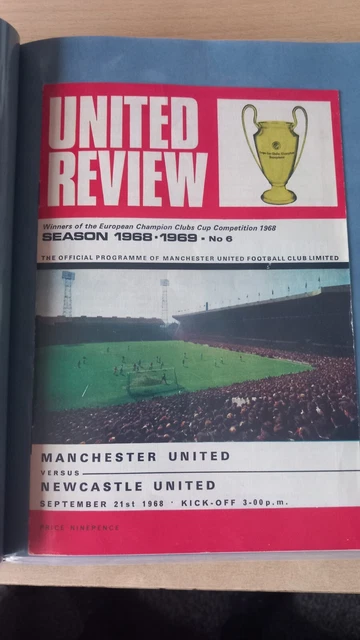 UNITED
REVIEW
Winners of the European Champion Clubs Cup Competition 1968
SEASON 1968·1969 • No 6
THE OFFICIAL PROGRAMME OF MANCHESTER UNITED FOOTBALL CLUB LIMITED
MANCHESTER UNITED
VERSUS
NEWCASTLE UNITED
SEPTEMBER 21st 1968 · KICK-OFF 3-00p.m.
PRICE NINEPENCE